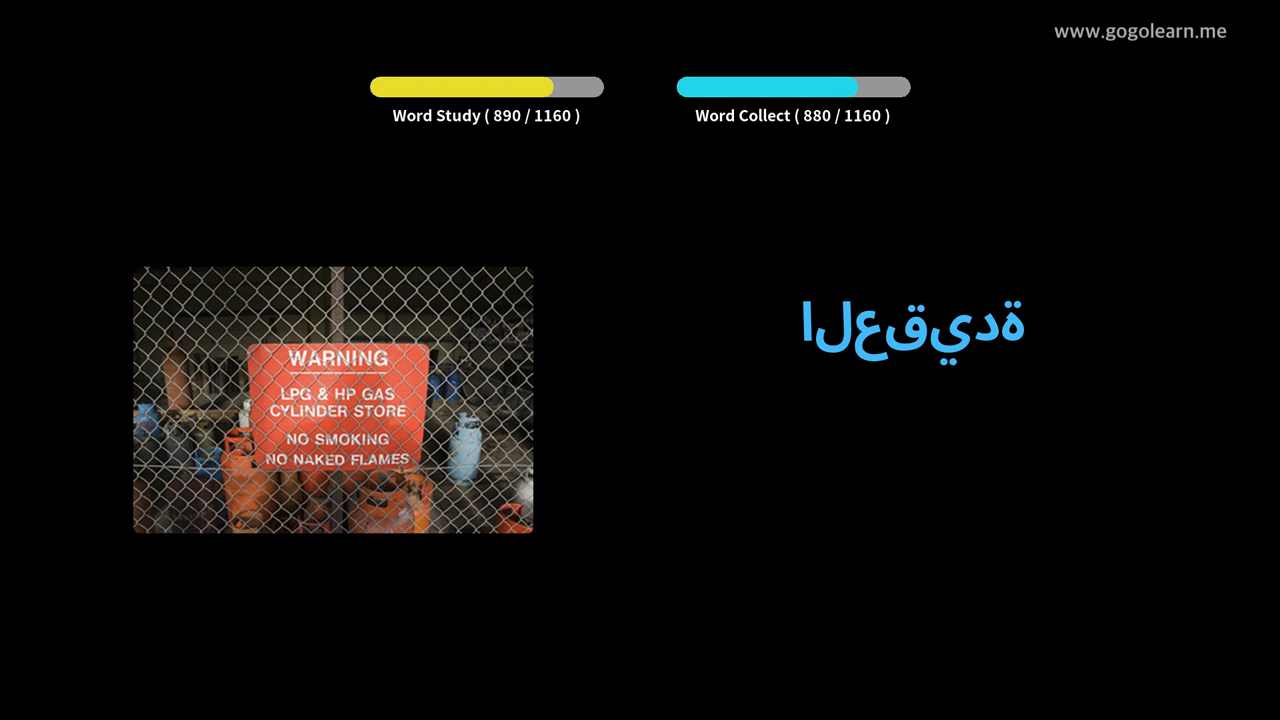 www.gogolearn.me
Word Study ( 890 / 1160 )
Word Collect ( 880 / 1160 )
العقيدة
WARNING
LPG & HP GAS
CYLINDER STORE
NO SMOKING
NO NAKED FLAMES